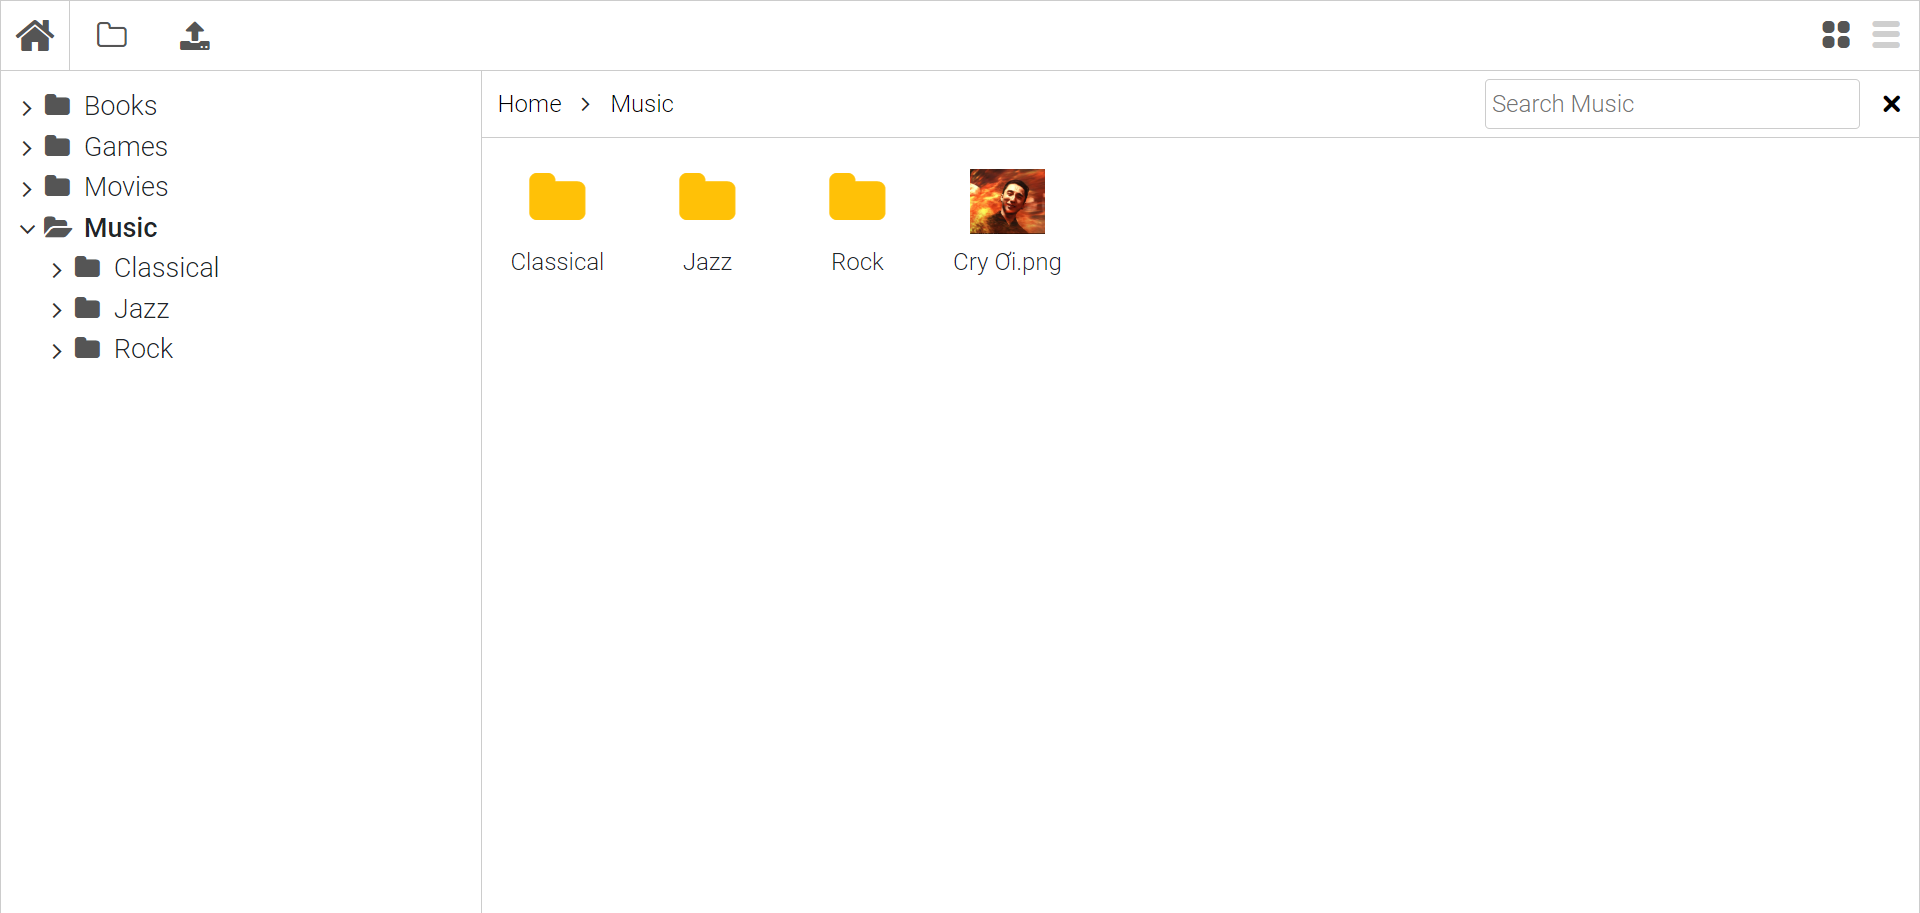 Books
Games
Movies
Music
Classical
Jazz
Rock
Home > Music
Search Music
Classical
Jazz
Rock
Cry Ơi.png